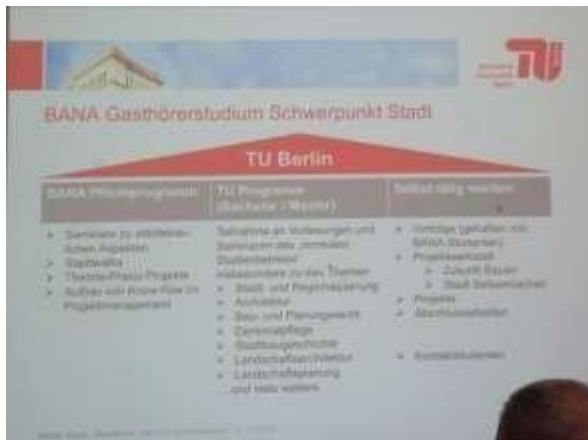 BANA Gasthörerstudium Schwerpunkt Stadt
TU Berlin
BANA Pflichtprogramm
TU Programm
(Bachelor / Master)
Selbst tätig werden
Seminare zu städtebau-
lichen Aspekten
Stadtwalks
Theorie-Praxis-Projekte
Aufbau von Know-How im
Projektmanagement
Teilnahme an Vorlesungen und
Seminaren des „normalen
Studienbetriebs“
insbesondere zu den Themen
Stadt- und Regionalplanung
Architektur
Bau- und Planungsrecht
Denkmalpflege
Stadtbaugeschichte
Landschaftsarchitektur
Landschaftsplanung
und viele weitere
Vorträge (gehalten von
BANA-Studenten)
Projektwerkstatt
Zukunft Bauen
Stadt Selbermachen
Projekte
Abschlussarbeiten
Kontaktstudenten